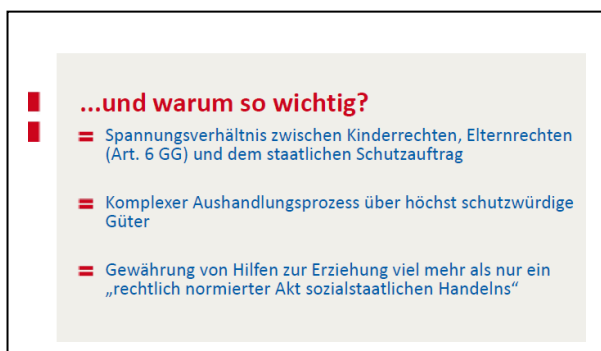 ...und warum so wichtig?
Spannungsverhältnis zwischen Kinderrechten, Elternrechten
(Art. 6 GG) und dem staatlichen Schutzauftrag
Komplexer Aushandlungsprozess über höchst schutzwürdige
Güter
Gewährung von Hilfen zur Erziehung viel mehr als nur ein
„rechtlich normierter Akt sozialstaatlichen Handelns“